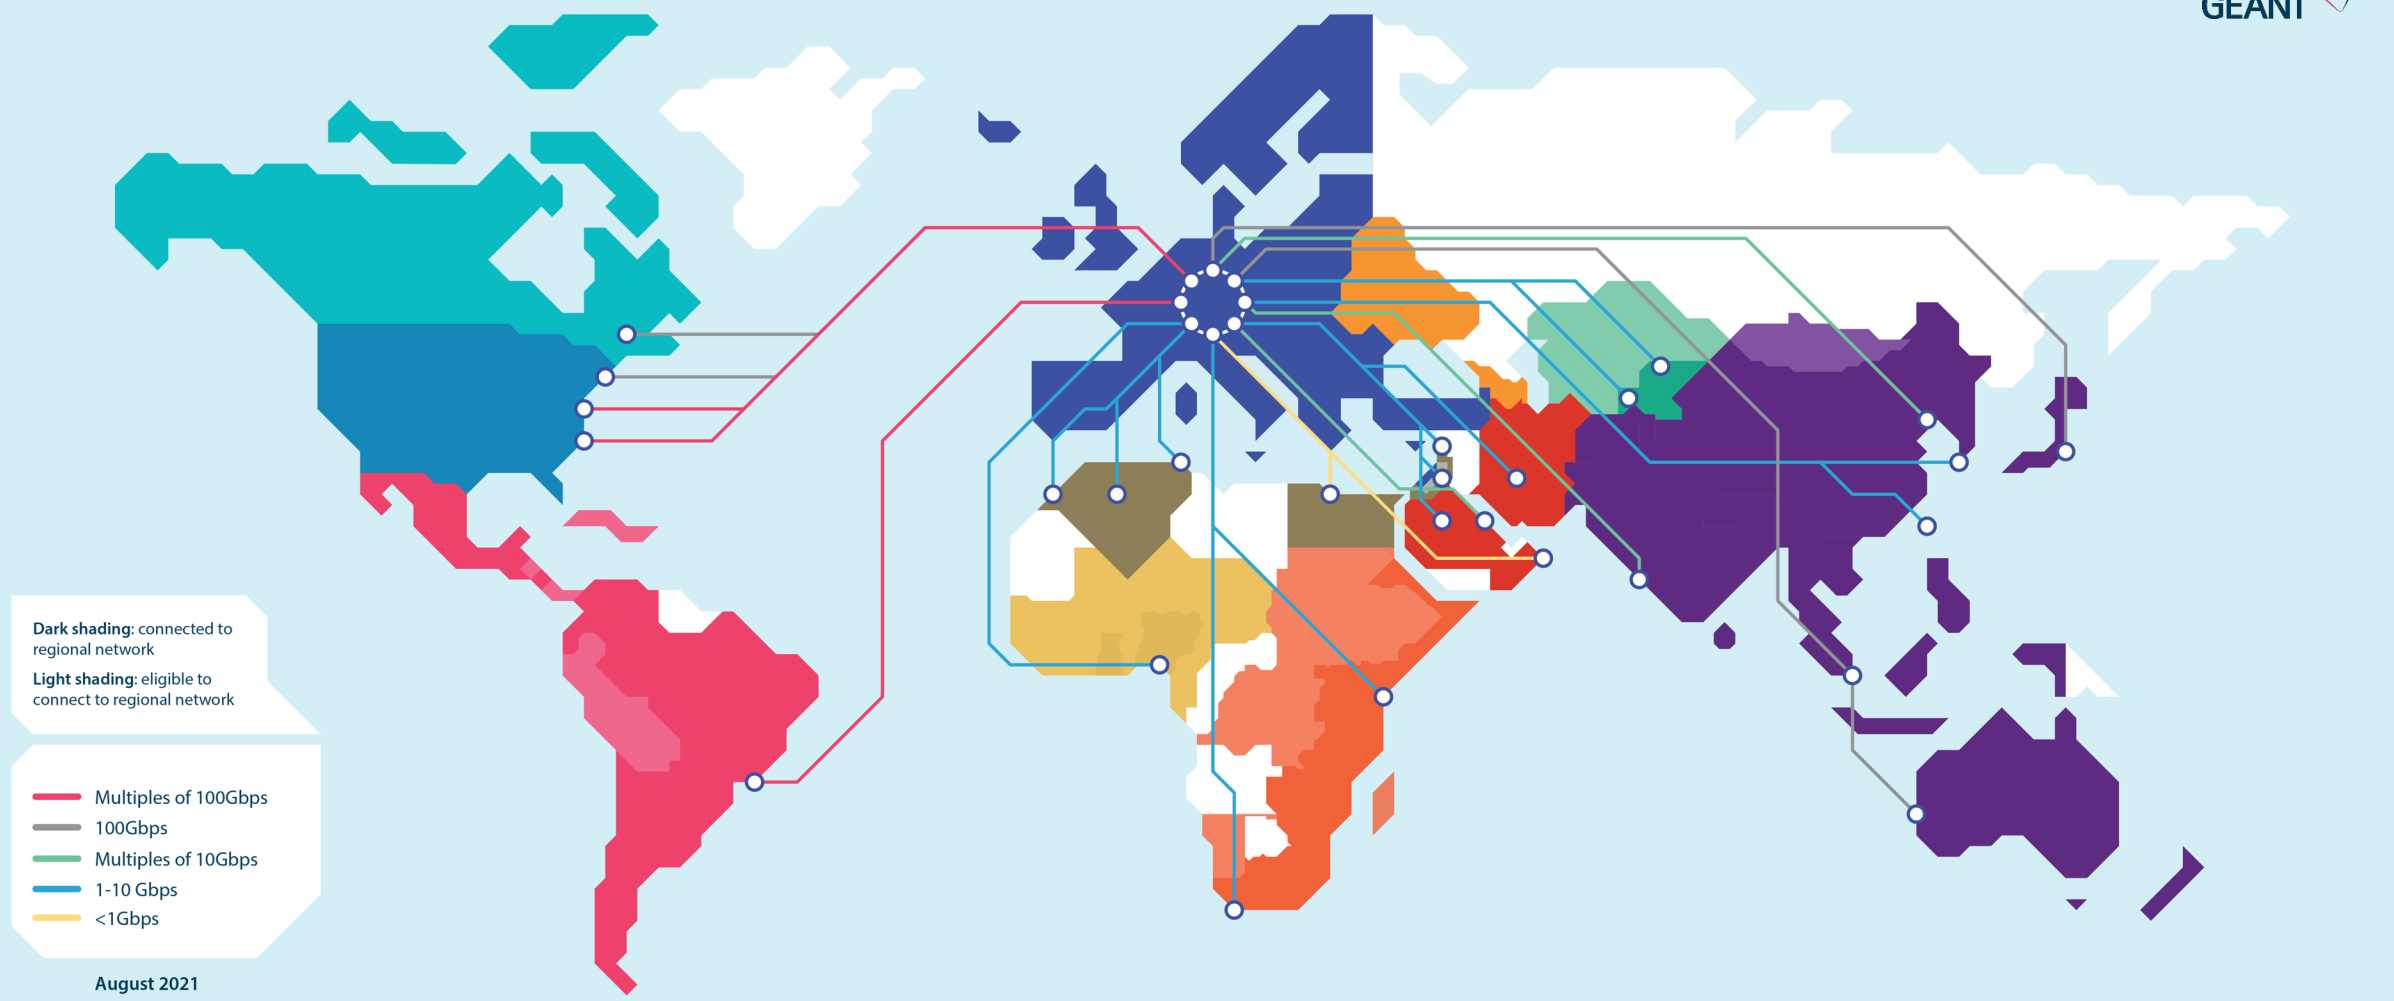 GÉANT
Dark shading: connected to
regional network
Light shading: eligible to
connect to regional network
Multiples of 100Gbps
100Gbps
Multiples of 10Gbps
1-10 Gbps
<1Gbps
August 2021